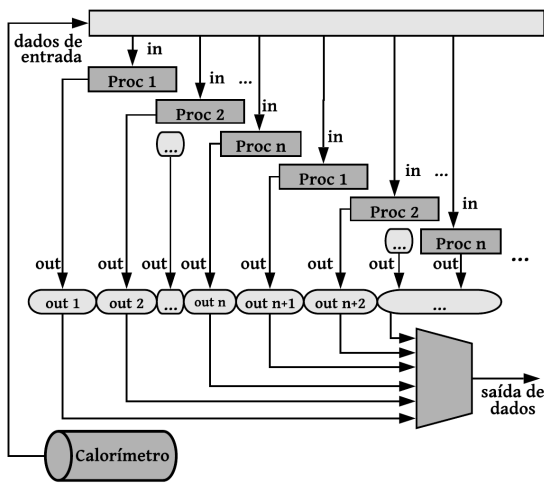 dados de
entrada
in
Proc 1
in ...
Proc 2
in
...
Proc n
in
Proc 1
in ...
Proc 2
in
...
Proc n
...
out
out
out
out
out
out
out
out
out 1
out 2
...
out n
out n+1
out n+2
...
saída de
dados
Calorímetro